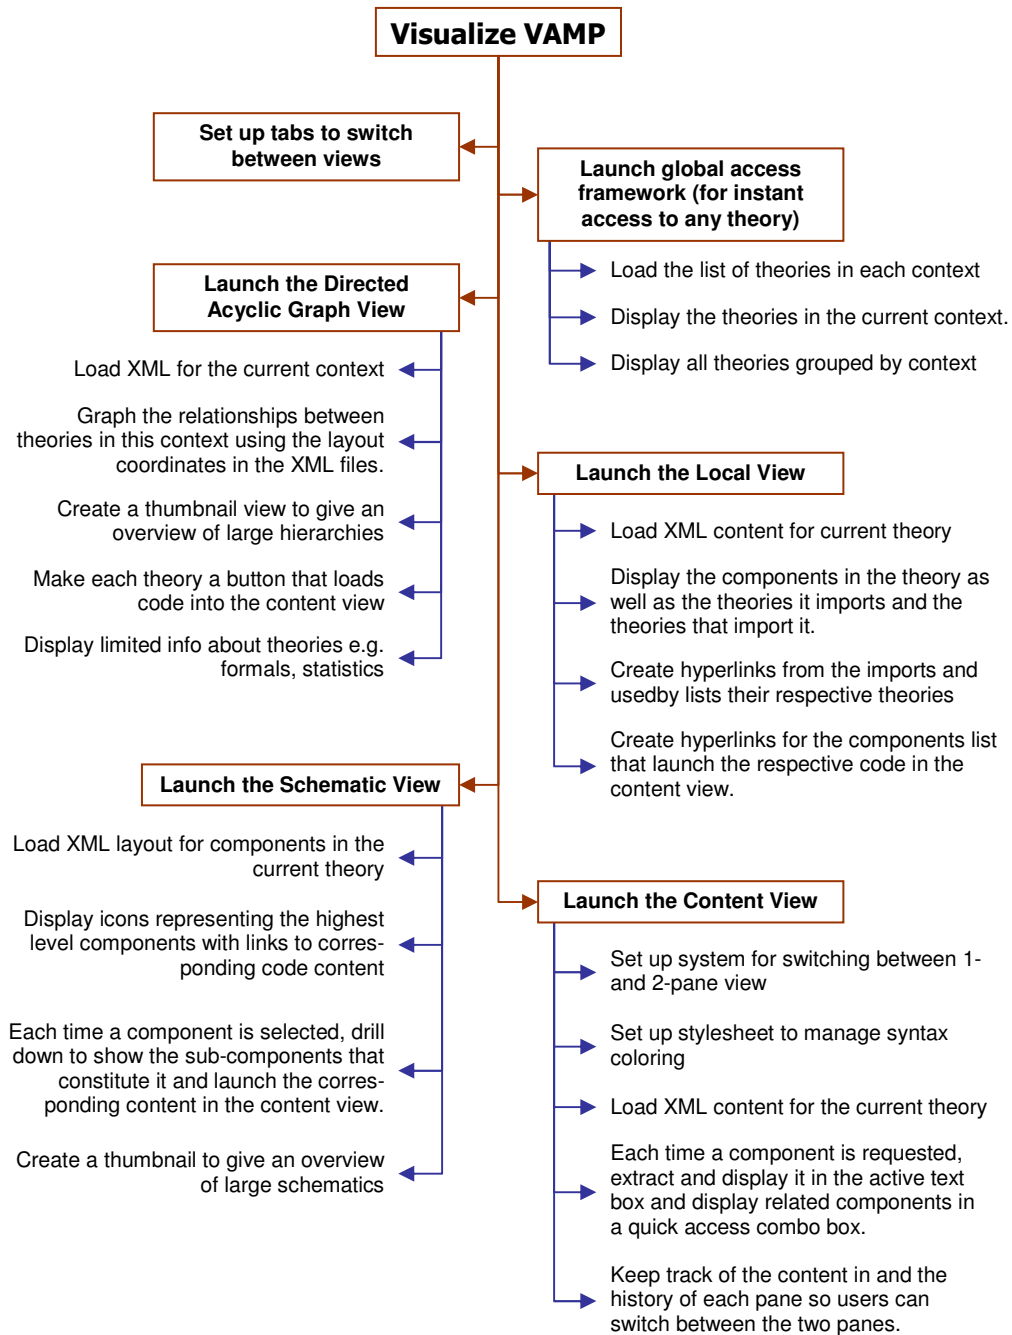 Visualize VAMP
Set up tabs to switch
between views
Launch global access
framework (for instant
access to any theory)
Load the list of theories in each context
Display the theories in the current context.
Display all theories grouped by context
Launch the Directed
Acyclic Graph View
Load XML for the current context
Graph the relationships between
theories in this context using the layout
coordinates in the XML files.
Create a thumbnail view to give an
overview of large hierarchies
Make each theory a button that loads
code into the content view
Display limited info about theories e.g.
formals, statistics
Launch the Local View
Load XML content for current theory
Display the components in the theory as
well as the theories it imports and the
theories that import it.
Create hyperlinks from the imports and
usedby lists their respective theories
Create hyperlinks for the components list
that launch the respective code in the
content view.
Launch the Schematic View
Load XML layout for components in the
current theory
Display icons representing the highest
level components with links to corres-
ponding code content
Each time a component is selected, drill
down to show the sub-components that
constitute it and launch the corres-
ponding content in the content view.
Create a thumbnail to give an overview
of large schematics
Launch the Content View
Set up system for switching between 1-
and 2-pane view
Set up stylesheet to manage syntax
coloring
Load XML content for the current theory
Each time a component is requested,
extract and display it in the active text
box and display related components in
a quick access combo box.
Keep track of the content in and the
history of each pane so users can
switch between the two panes.